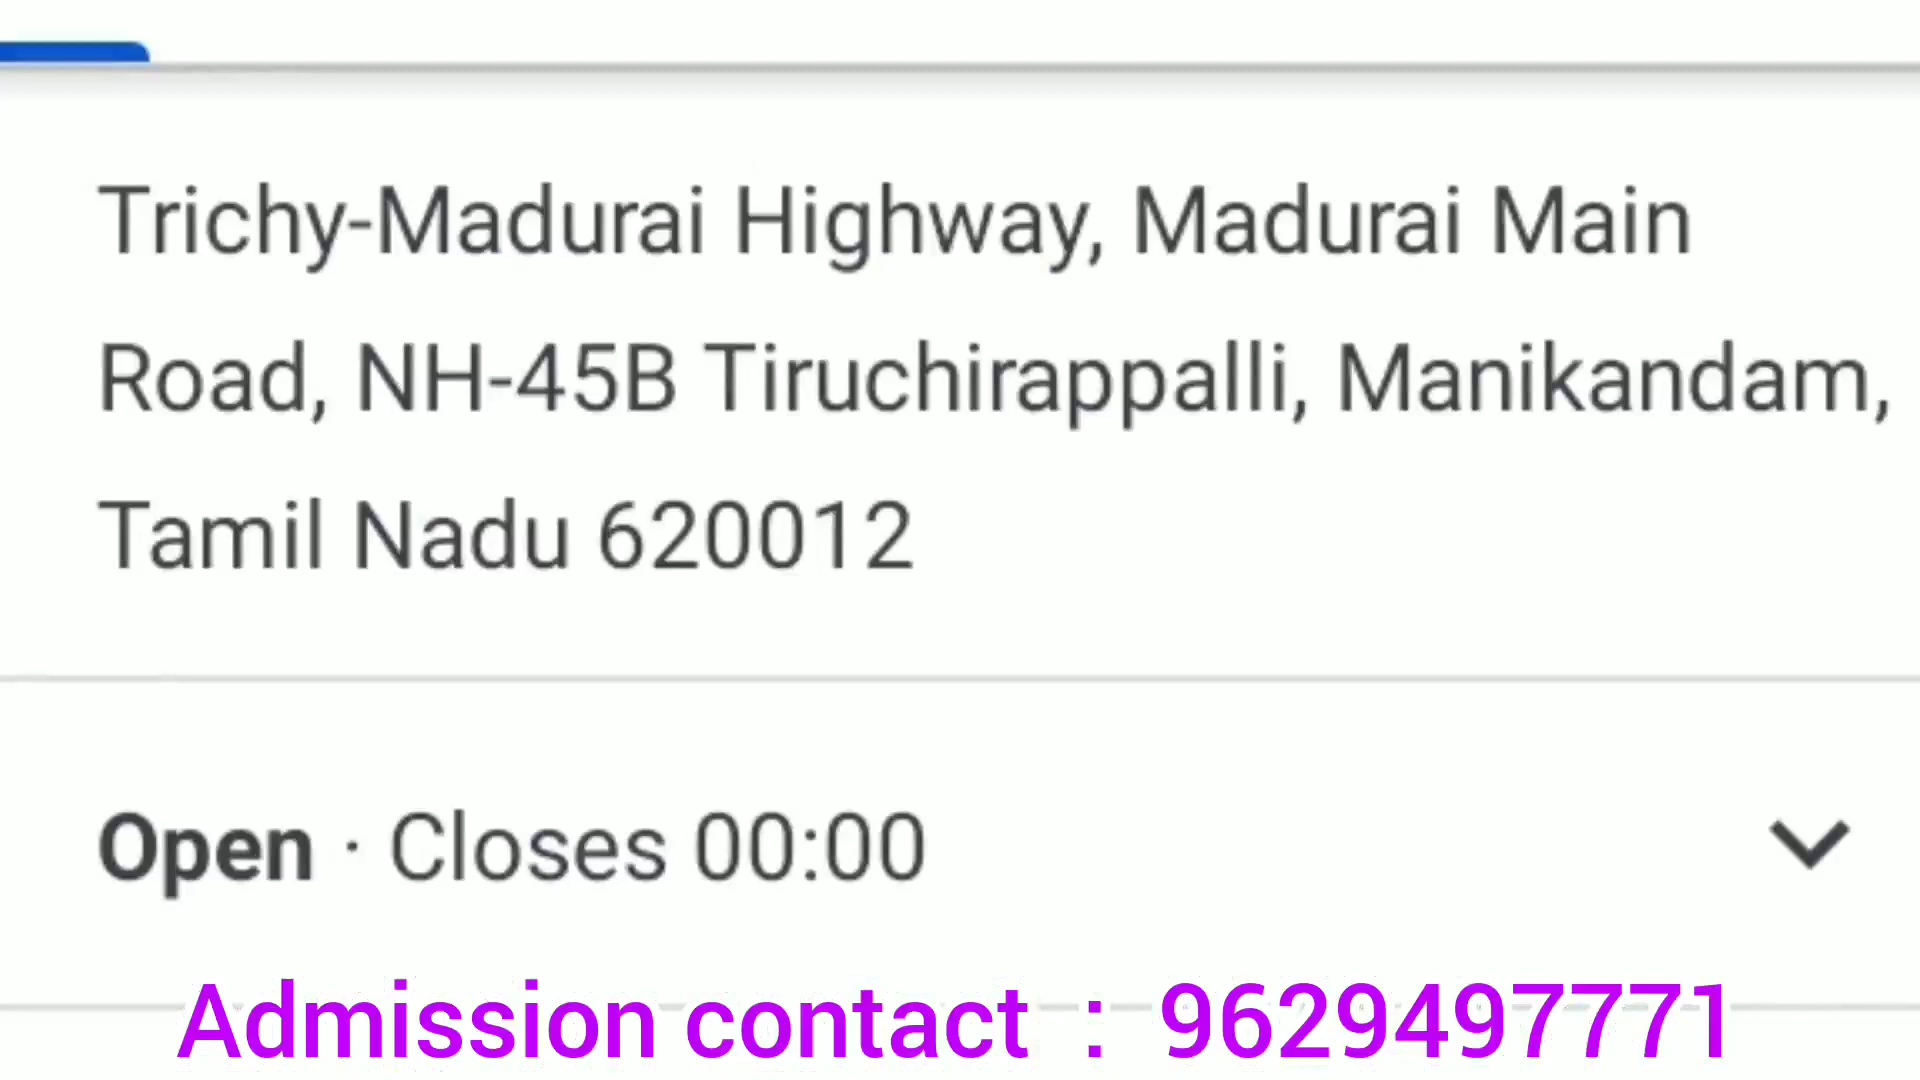 Trichy-Madurai Highway, Madurai Main
Road, NH-45B Tiruchirappalli, Manikandam,
Tamil Nadu 620012
Open · Closes 00:00
Admission contact : 9629497771